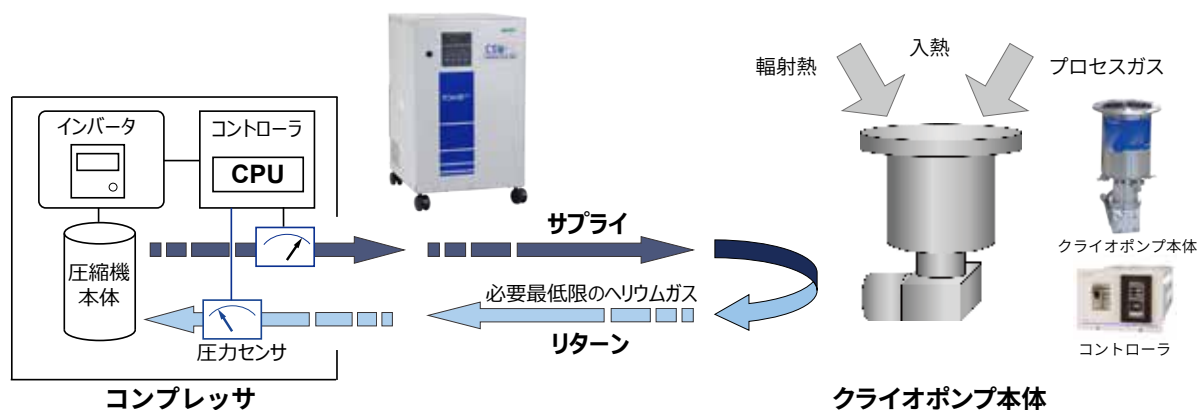 輻射熱
入熱
プロセスガス
インバータ
コントローラ
CPU
圧縮機
本体
サプライ
必要最低限のヘリウムガス
リターン
圧力センサ
コンプレッサ
クライオポンプ本体
コントローラ
クライオポンプ本体